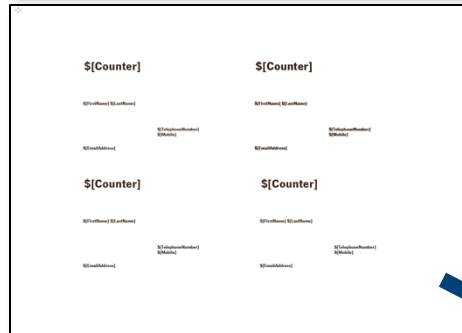 $[Counter]
$[FirstName] $[LastName]
$[TelephoneNumber]
$[Mobile]
$[EmailAddress]
$[Counter]
$[FirstName] $[LastName]
$[TelephoneNumber]
$[Mobile]
$[EmailAddress]
$[Counter]
$[FirstName] $[LastName]
$[TelephoneNumber]
$[Mobile]
$[EmailAddress]
$[Counter]
$[FirstName] $[LastName]
$[TelephoneNumber]
$[Mobile]
$[EmailAddress]